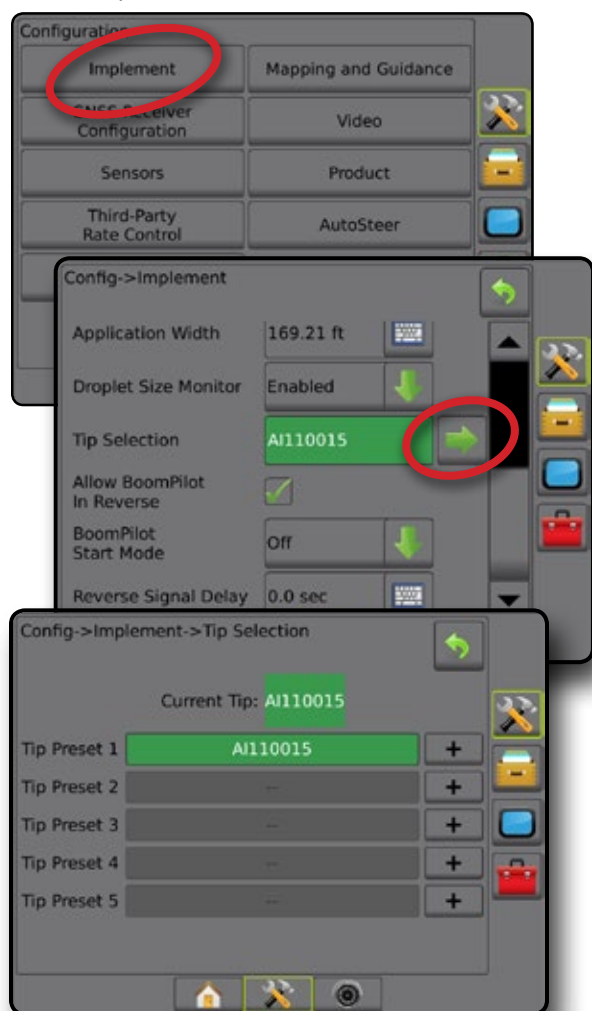 Configuration
Implement
Mapping and Guidance
GNSS Receiver
Configuration
Video
Sensors
Product
Third-Party
Rate Control
AutoSteer
Config->Implement
Application Width
169.21 ft
Droplet Size Monitor
Enabled
Tip Selection
AI110015
Allow BoomPilot
In Reverse
BoomPilot
Start Mode
Off
Reverse Signal Delay
0.0 sec
Config->Implement->Tip Selection
Current Tip: AI110015
Tip Preset 1
AI110015
+
Tip Preset 2
--
+
Tip Preset 3
--
+
Tip Preset 4
--
+
Tip Preset 5
--
+